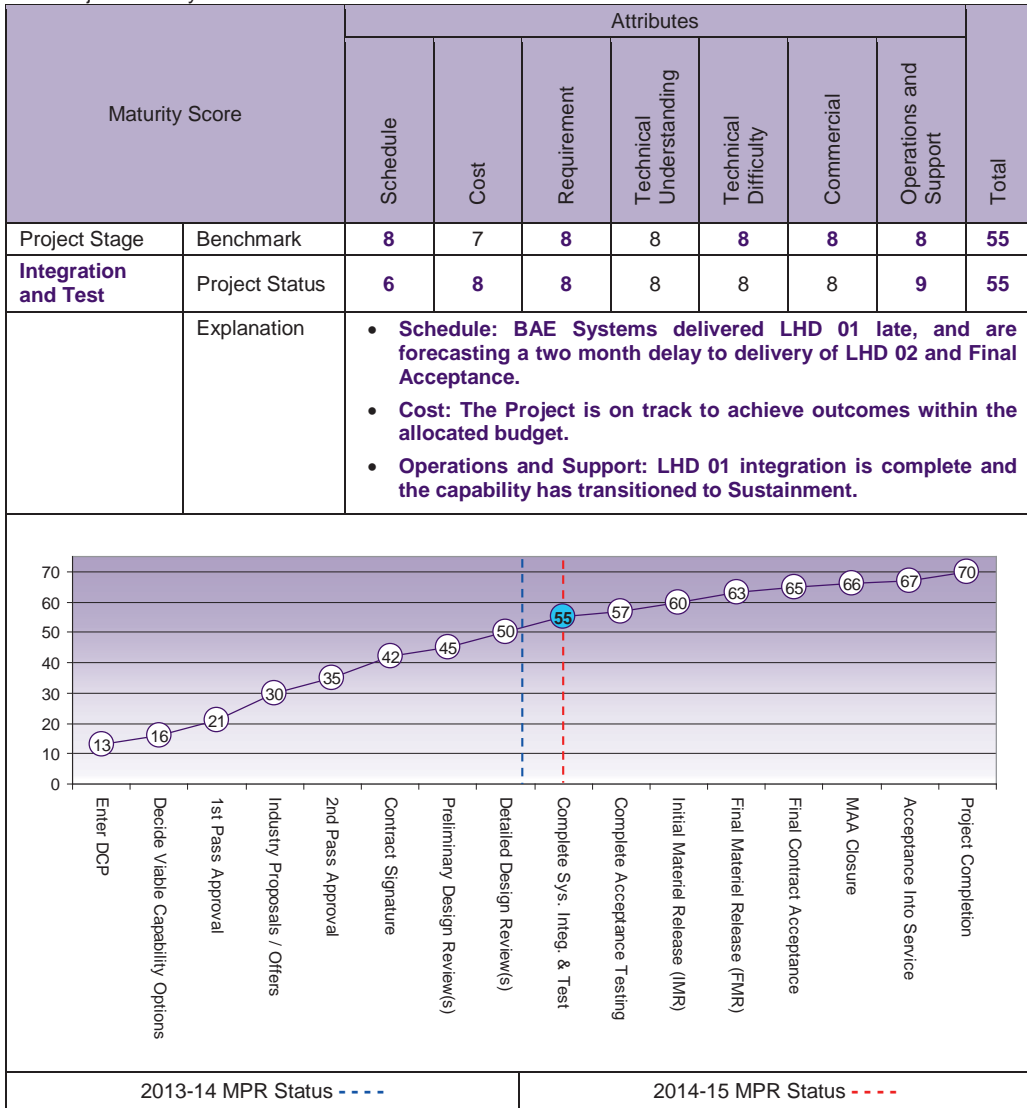 Attributes
Maturity Score
Schedule
Cost
Requirement
Technical
Understanding
Technical
Difficulty
Commercial
Operations and
Support
Total
Project Stage Benchmark 8 7 8 8 8 8 8 55
Integration
and Test Project Status 6 8 8 8 8 8 9 55
Explanation
• Schedule: BAE Systems delivered LHD 01 late, and are
forecasting a two month delay to delivery of LHD 02 and Final
Acceptance.
• Cost: The Project is on track to achieve outcomes within the
allocated budget.
• Operations and Support: LHD 01 integration is complete and
the capability has transitioned to Sustainment.
70
60
50
40
30
20
10
0
13
16
21
30
35
42
45
50
55
57
60
63
65
66
67
70
Enter DCP
Decide Viable Capability Options
1st Pass Approval
Industry Proposals / Offers
2nd Pass Approval
Contract Signature
Preliminary Design Review(s)
Detailed Design Review(s)
Complete Sys. Integ. & Test
Complete Acceptance Testing
Initial Materiel Release (IMR)
Final Materiel Release (FMR)
Final Contract Acceptance
MAA Closure
Acceptance Into Service
Project Completion
2013-14 MPR Status - - - -
2014-15 MPR Status - - - -